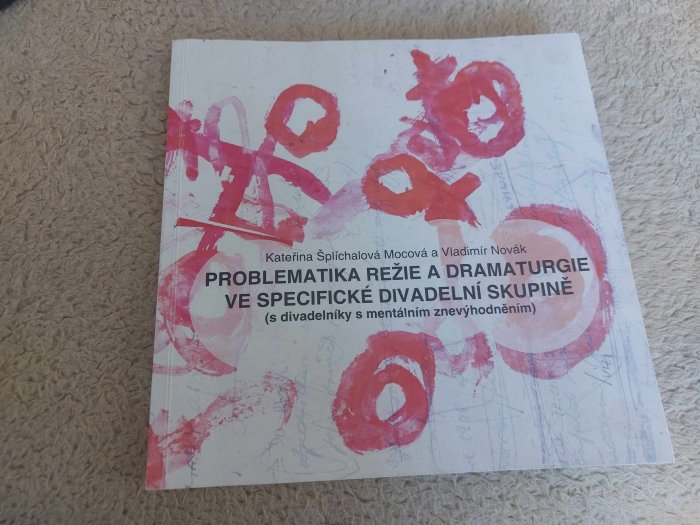 Kateřina Šplíchalová Mocová a Vladimír Novák
PROBLEMATIKA REŽIE A DRAMATURGIE
VE SPECIFICKÉ DIVADELNÍ SKUPINĚ
(s divadelníky s mentálním znevýhodněním)